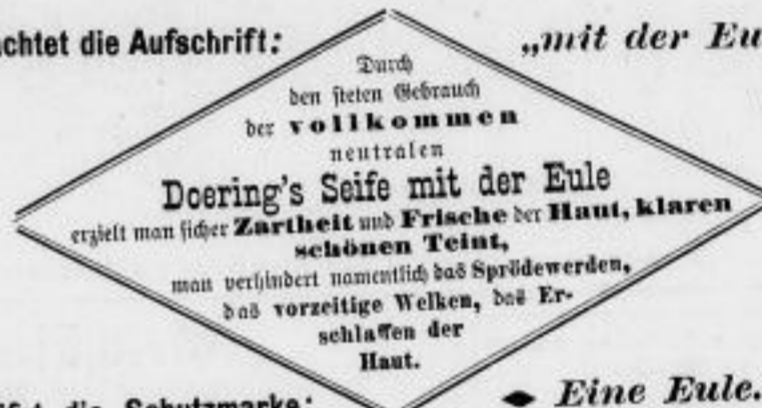 die Aufschrift:
„mit der
Durch
den steten Gebrauch
der vollkommen
neutralen
Doering's Seife mit der Eule
erzielt man sicher Zartheit und Frische der Haut, klaren
schönen Teint,
man verhindert namentlich das Sprödewerden,
das vorzeitige Welken, das Er-
schlaffen der
Haut.
die Schutzmarke:
Eine Eule.